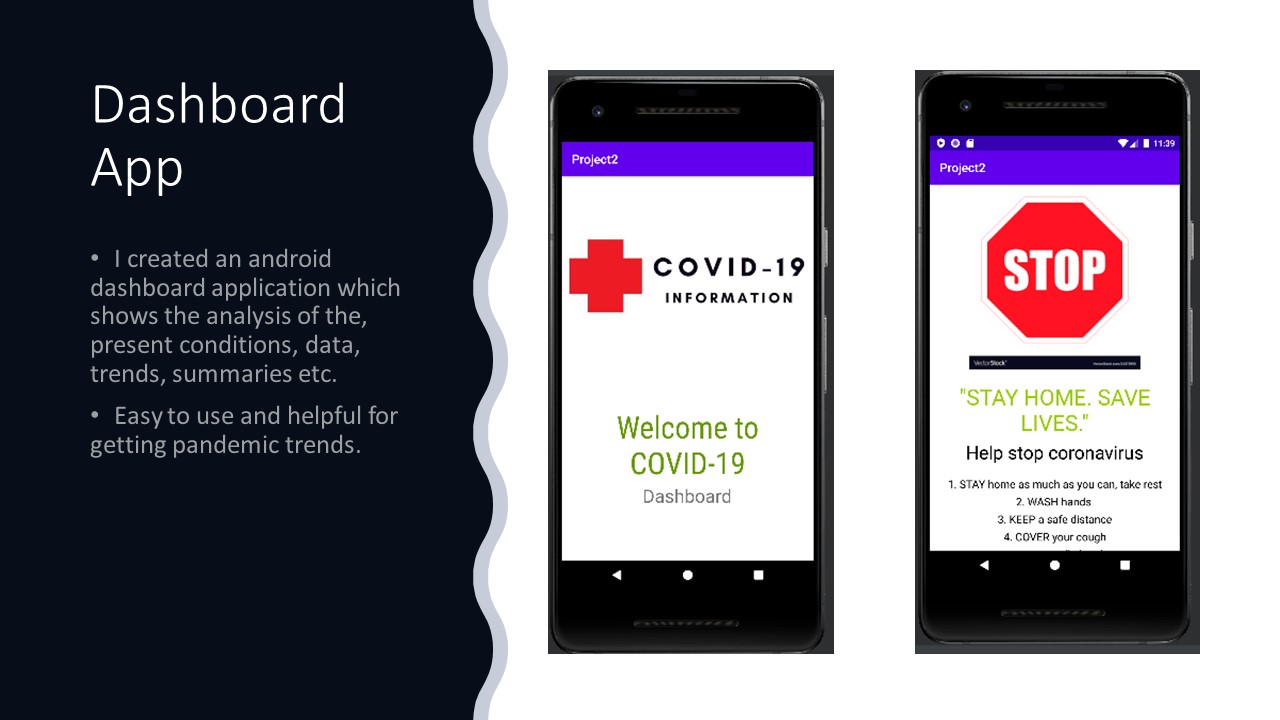 Dashboard
App
• I created an android
dashboard application which
shows the analysis of the,
present conditions, data,
trends, summaries etc.
• Easy to use and helpful for
getting pandemic trends.
Project2
COVID-19
INFORMATION
Welcome to
COVID-19
Dashboard
11:39
Project2
STOP
VectorStock
"STAY HOME. SAVE
LIVES."
Help stop coronavirus
1. STAY home as much as you can, take rest
2. WASH hands
3. KEEP a safe distance
4. COVER your cough